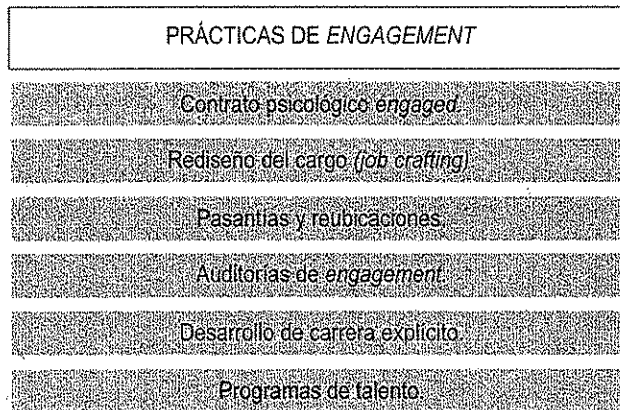 PRÁCTICAS DE ENGAGEMENT
Contrato psicológico engaged.
Rediseño del cargo (job crafting).
Pasantías y reubicaciones.
Auditorías de engagement.
Desarrollo de carrera explícito.
Programas de talento.